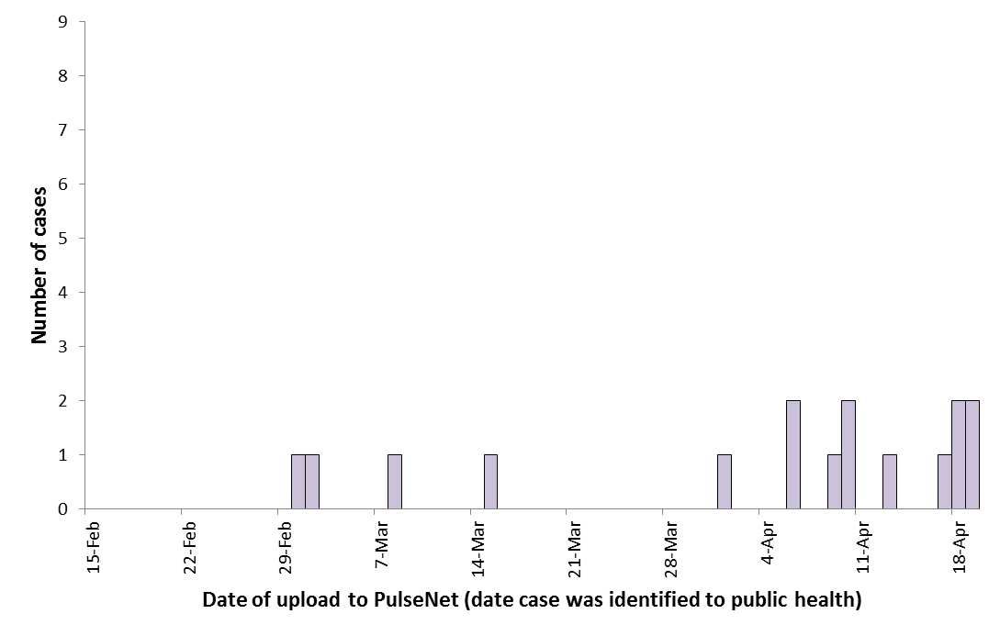 Number of cases
9
8
7
6
5
4
3
2
1
0
15-Feb
22-Feb
29-Feb
7-Mar
14-Mar
21-Mar
28-Mar
4-Apr
11-Apr
18-Apr
Date of upload to PulseNet (date case was identified to public health)